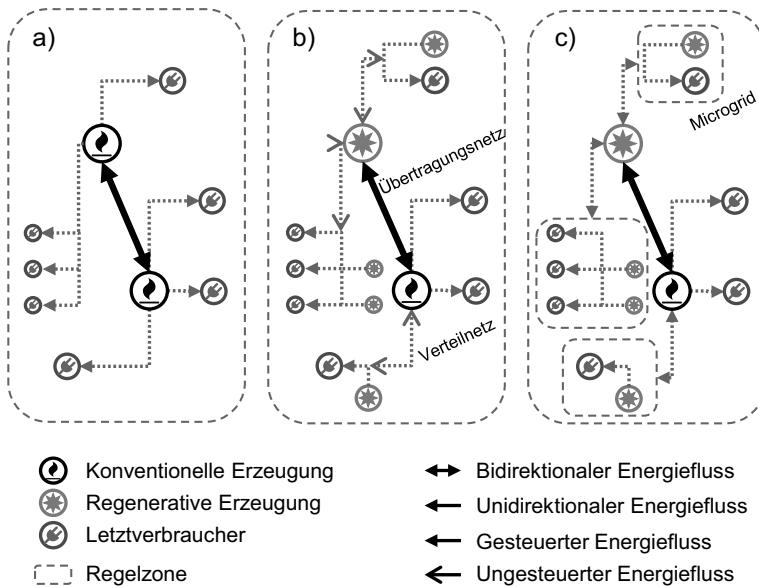 a)
b)
c)
Microgrid
Übertragungsnetz
Verteilnetz
Konventionelle Erzeugung
Regenerative Erzeugung
Letztverbraucher
Regelzone
Bidirektionaler Energiefluss
Unidirektionaler Energiefluss
Gesteuerter Energiefluss
Ungesteuerter Energiefluss